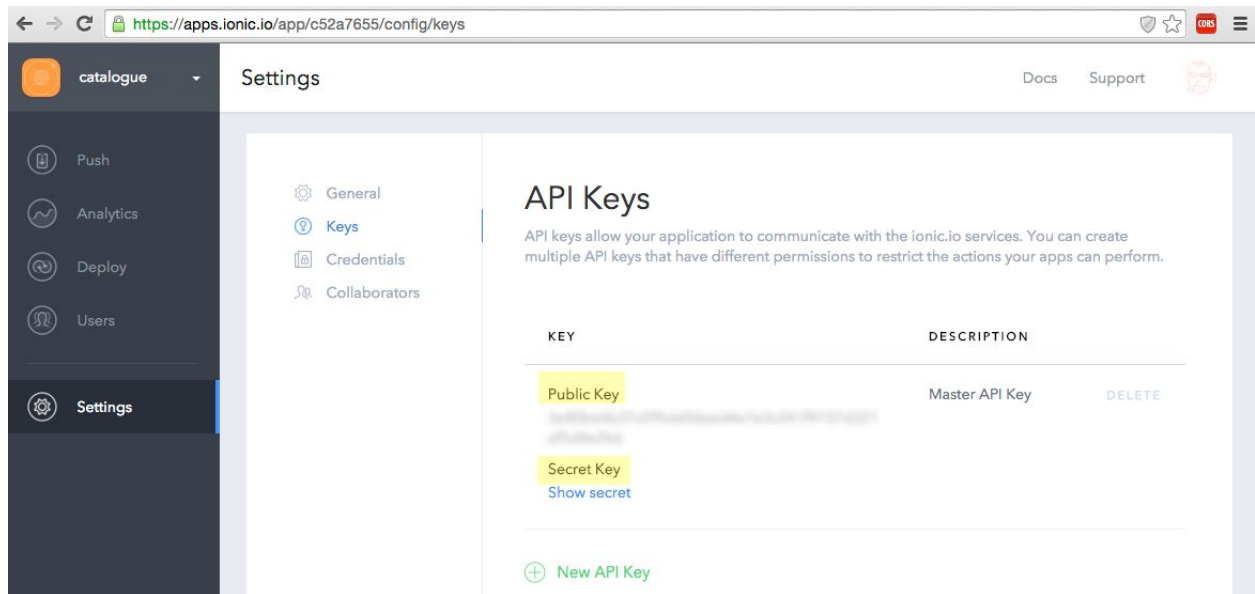 https://apps.ionic.io/app/c52a7655/config/keys
CORS
catalogue
Settings
Docs
Support
Push
Analytics
Deploy
Users
Settings
General
Keys
Credentials
Collaborators
API Keys
API keys allow your application to communicate with the ionic.io services. You can create
multiple API keys that have different permissions to restrict the actions your apps can perform.
KEY DESCRIPTION
Public Key Master API Key DELETE
Secret Key
Show secret
New API Key